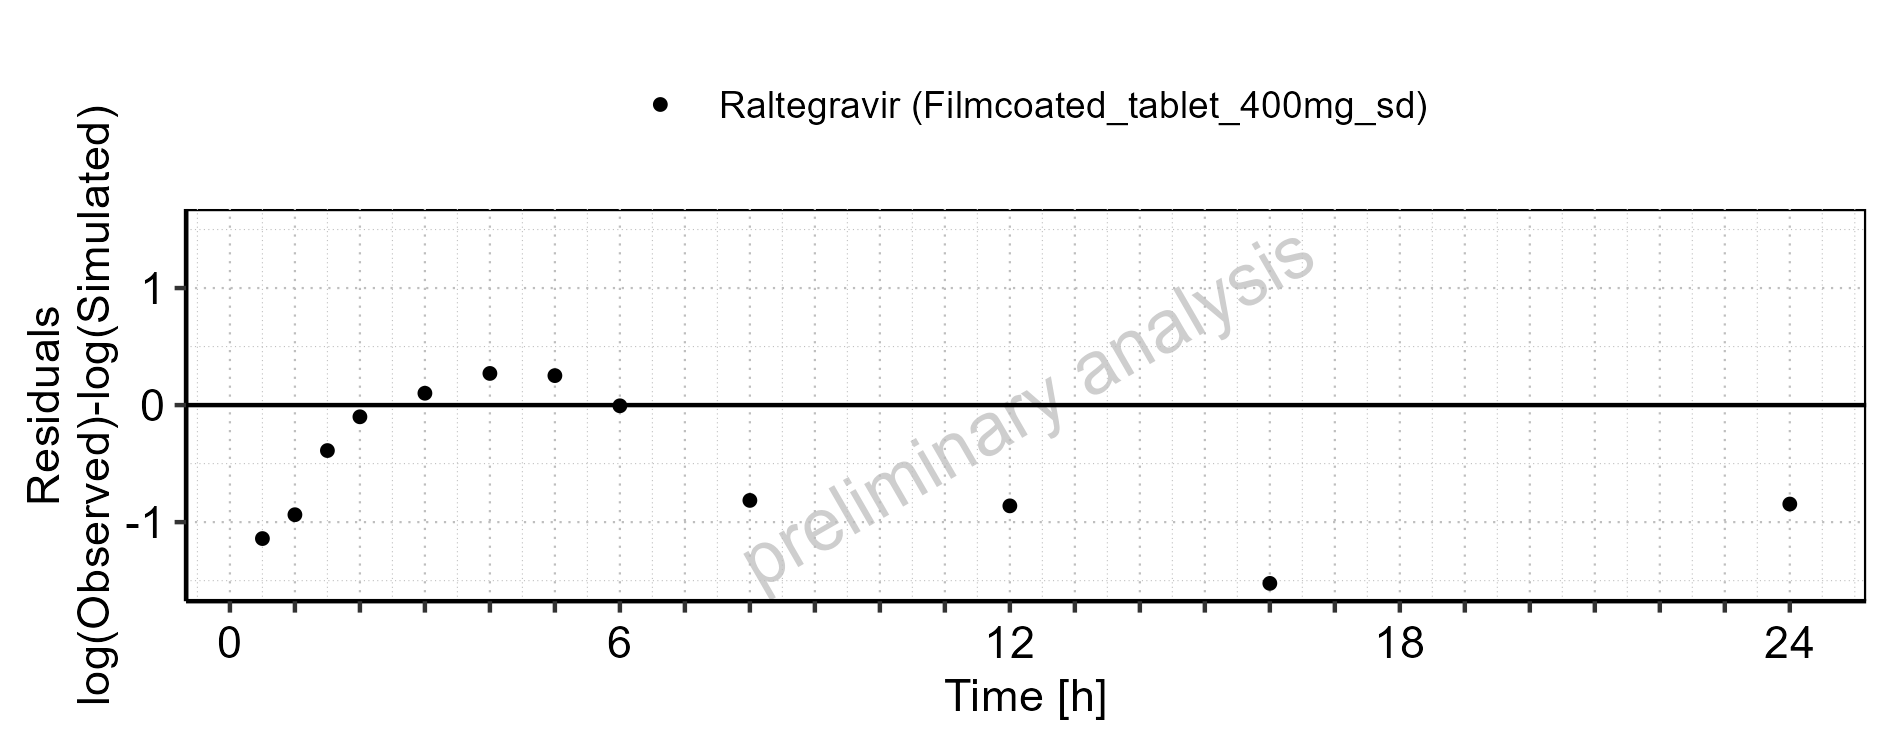 Raltegravir (Filmcoated_tablet_400mg_sd)
Residuals
log(Observed)-log(Simulated)
1
0
-1
preliminary analysis
0 6 12 18 24
Time [h]